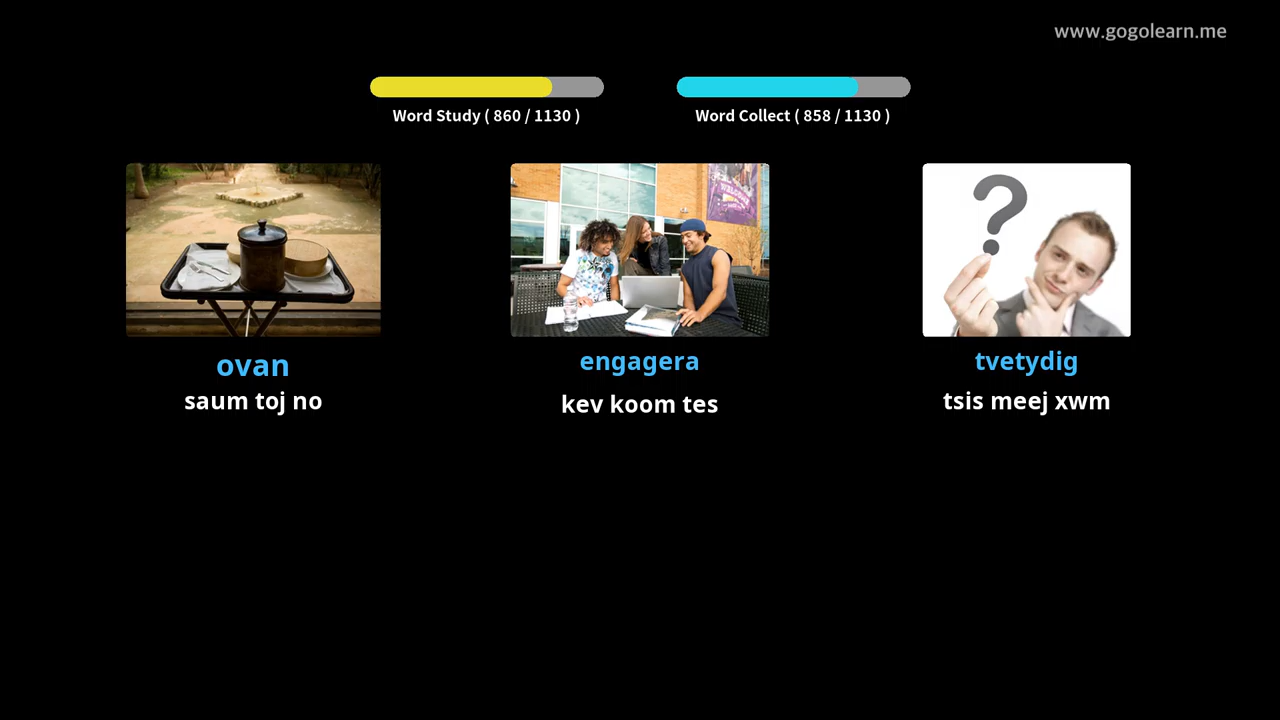 www.gogolearn.me
Word Study ( 860 / 1130 )
Word Collect ( 858 / 1130 )
WELCOME
?
ovan
engagera
tvetydig
saum toj no
kev koom tes
tsis meej xwm